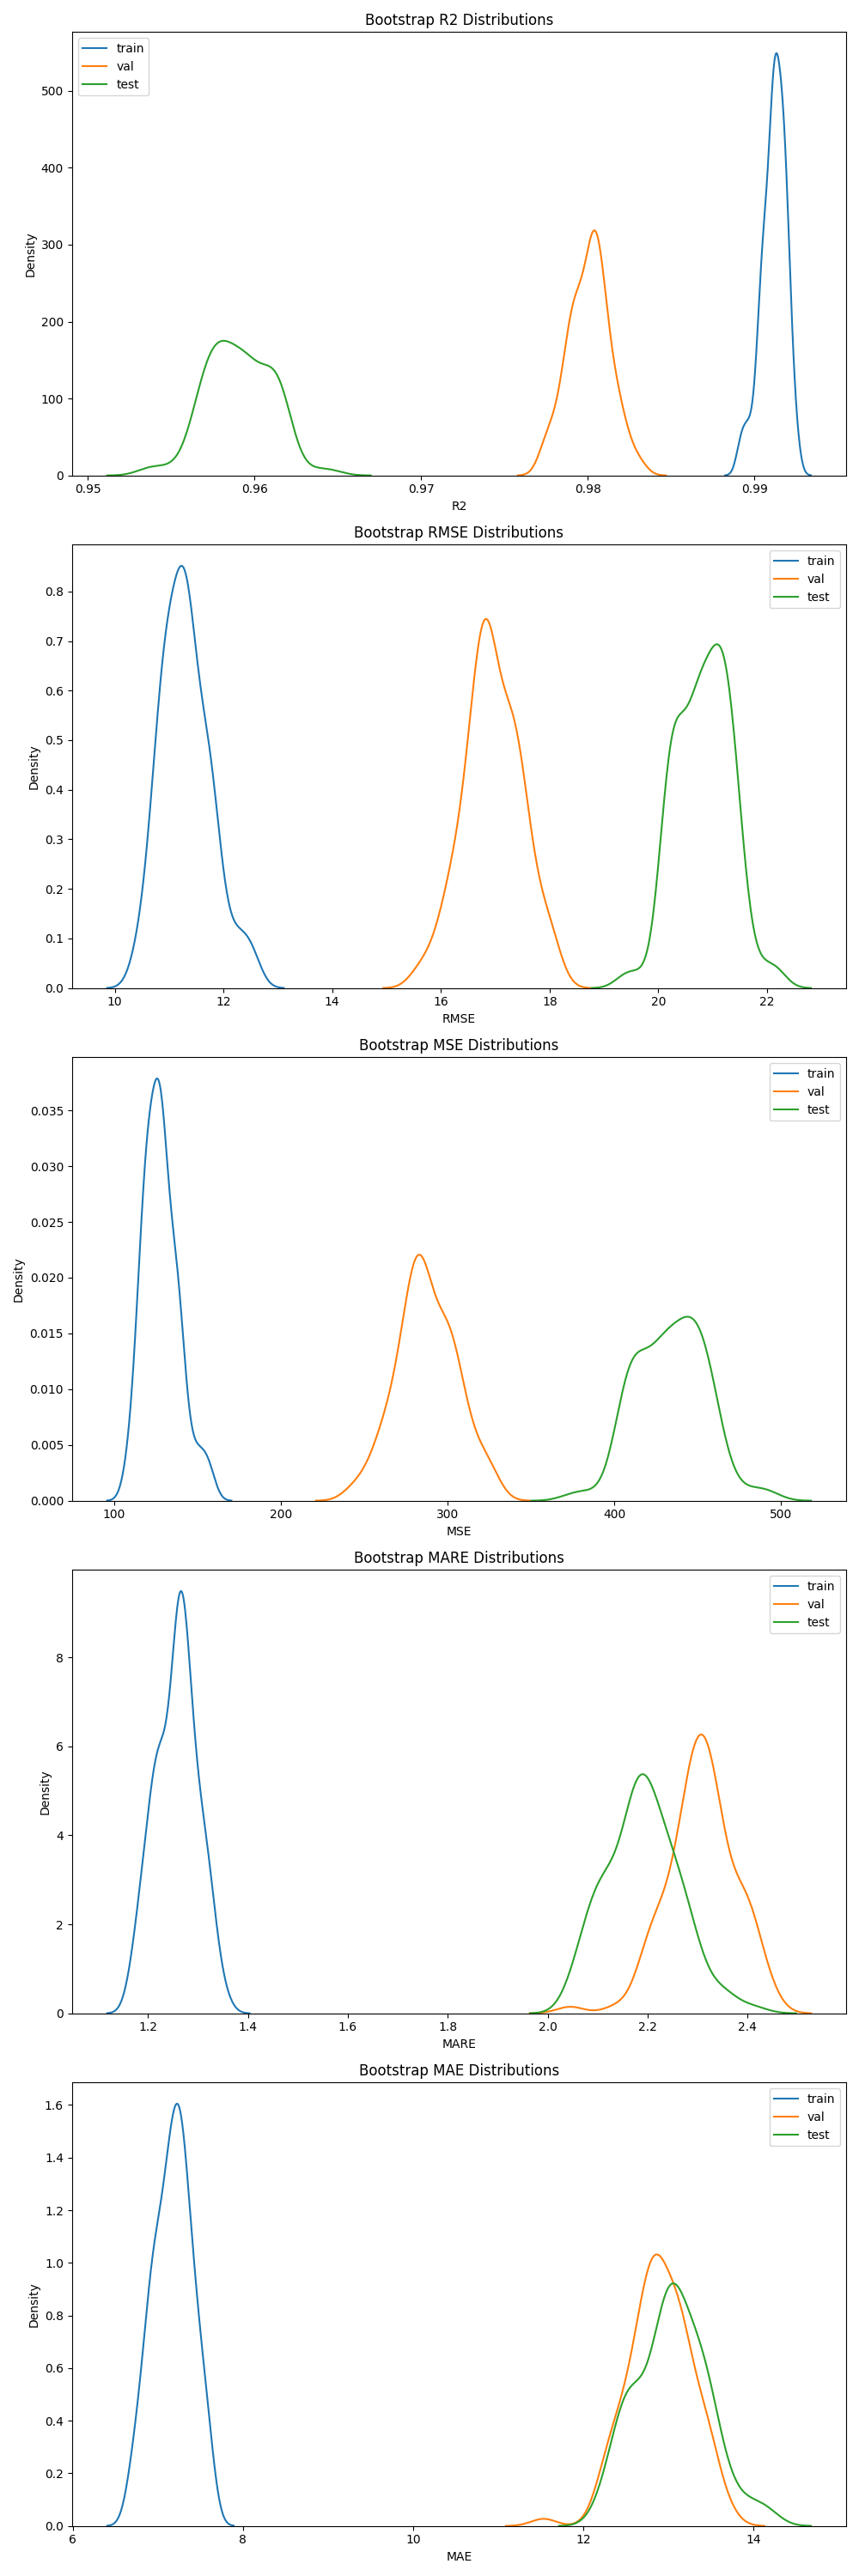 Bootstrap R2 Distributions
train
val
test
500
400
300
200
100
0
Density
0.95 0.96 0.97 0.98 0.99
R2
Bootstrap RMSE Distributions
train
val
test
0.8
0.7
0.6
0.5
0.4
0.3
0.2
0.1
0.0
Density
10 12 14 16 18 20 22
RMSE
Bootstrap MSE Distributions
train
val
test
0.035
0.030
0.025
0.020
0.015
0.010
0.005
0.000
Density
100 200 300 400 500
MSE
Bootstrap MARE Distributions
train
val
test
8
6
4
2
0
Density
1.2 1.4 1.6 1.8 2.0 2.2 2.4
MARE
Bootstrap MAE Distributions
train
val
test
1.6
1.4
1.2
1.0
0.8
0.6
0.4
0.2
0.0
Density
6 8 10 12 14
MAE